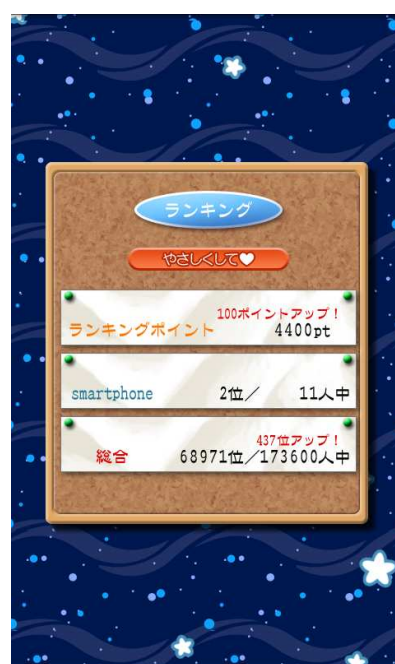 ランキング
やさしくして♥
100ポイントアップ！
ランキングポイント 4400pt
smartphone 2位／ 11人中
437位アップ！
総合 68971位／173600人中